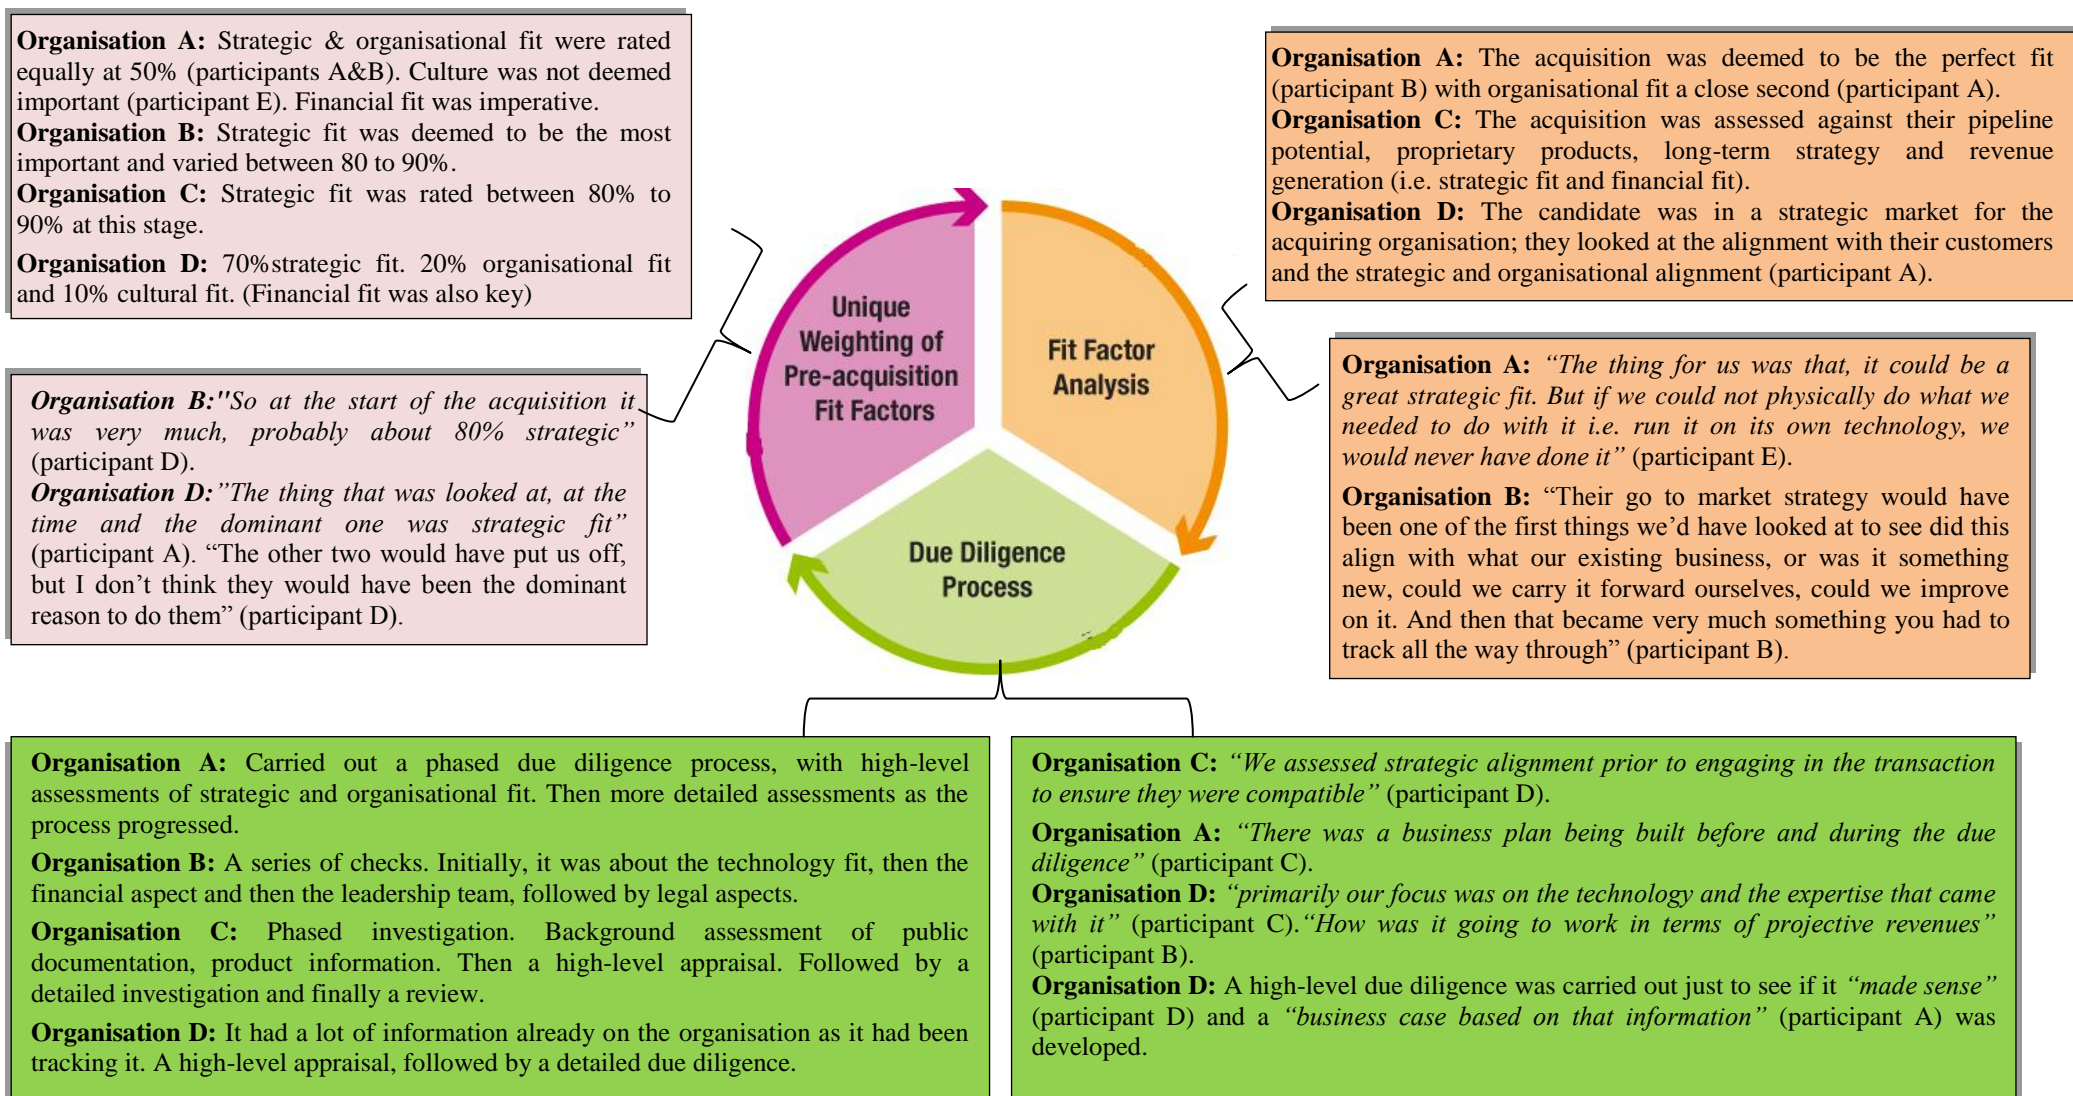 Organisation A: Strategic & organisational fit were rated
equally at 50% (participants A&B). Culture was not deemed
important (participant E). Financial fit was imperative.
Organisation B: Strategic fit was deemed to be the most
important and varied between 80 to 90%.
Organisation C: Strategic fit was rated between 80% to
90% at this stage.
Organisation D: 70%strategic fit. 20% organisational fit
and 10% cultural fit. (Financial fit was also key)
Organisation B:"So at the start of the acquisition it
was very much, probably about 80% strategic”
(participant D).
Organisation D:”The thing that was looked at, at the
time and the dominant one was strategic fit”
(participant A). “The other two would have put us off,
but I don’t think they would have been the dominant
reason to do them” (participant D).
Unique
Weighting of
Pre-acquisition
Fit Factors
Fit Factor
Analysis
Due Diligence
Process
Organisation A: The acquisition was deemed to be the perfect fit
(participant B) with organisational fit a close second (participant A).
Organisation C: The acquisition was assessed against their pipeline
potential, proprietary products, long-term strategy and revenue
generation (i.e. strategic fit and financial fit).
Organisation D: The candidate was in a strategic market for the
acquiring organisation; they looked at the alignment with their customers
and the strategic and organisational alignment (participant A).
Organisation A: “The thing for us was that, it could be a
great strategic fit. But if we could not physically do what we
needed to do with it i.e. run it on its own technology, we
would never have done it” (participant E).
Organisation B: “Their go to market strategy would have
been one of the first things we’d have looked at to see did this
align with what our existing business, or was it something
new, could we carry it forward ourselves, could we improve
on it. And then that became very much something you had to
track all the way through” (participant B).
Organisation A: Carried out a phased due diligence process, with high-level
assessments of strategic and organisational fit. Then more detailed assessments as the
process progressed.
Organisation B: A series of checks. Initially, it was about the technology fit, then the
financial aspect and then the leadership team, followed by legal aspects.
Organisation C: Phased investigation. Background assessment of public
documentation, product information. Then a high-level appraisal. Followed by a
detailed investigation and finally a review.
Organisation D: It had a lot of information already on the organisation as it had been
tracking it. A high-level appraisal, followed by a detailed due diligence.
Organisation C: “We assessed strategic alignment prior to engaging in the transaction
to ensure they were compatible” (participant D).
Organisation A: “There was a business plan being built before and during the due
diligence” (participant C).
Organisation D: “primarily our focus was on the technology and the expertise that came
with it” (participant C).“How was it going to work in terms of projective revenues”
(participant B).
Organisation D: A high-level due diligence was carried out just to see if it “made sense”
(participant D) and a “business case based on that information” (participant A) was
developed.